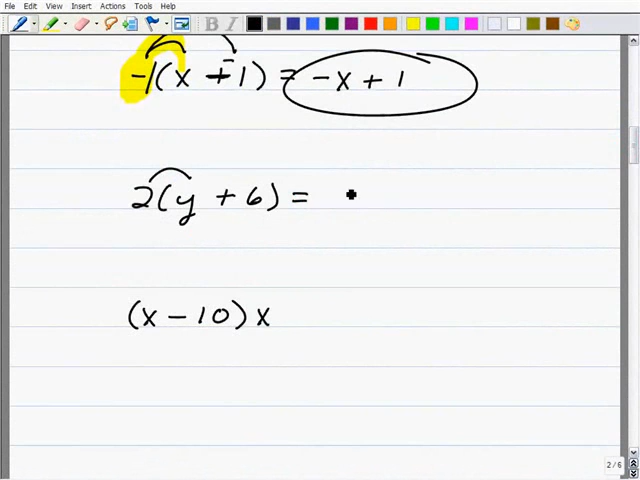 File Edit View Insert Actions Tools Help
B I
-1(x + -1) = -x + 1
2(y + 6) =
(x - 10)x
2/6